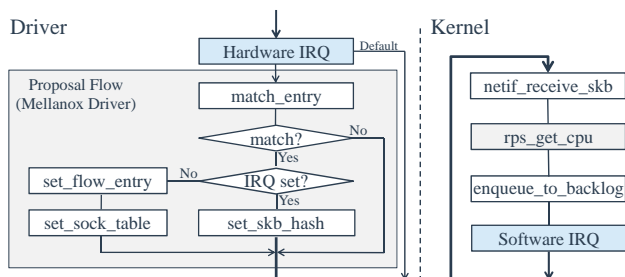 Driver
Kernel
Hardware IRQ
Default
Proposal Flow
(Mellanox Driver)
match_entry
match?
No
Yes
set_flow_entry
No
IRQ set?
Yes
set_sock_table
set_skb_hash
netif_receive_skb
rps_get_cpu
enqueue_to_backlog
Software IRQ